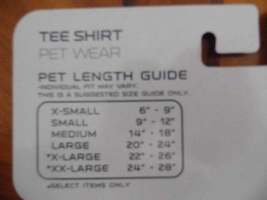 TEE SHIRT
PET WEAR
PET LENGTH GUIDE
-INDIVIDUAL FIT MAY VARY.
THIS IS A SUGGESTED SIZE GUIDE ONLY-
X-SMALL 6" - 9"
SMALL 9" - 12"
MEDIUM 14" - 18"
LARGE 20" - 24"
*X-LARGE 22" - 26"
*XX-LARGE 24" - 28"
*SELECT ITEMS ONLY